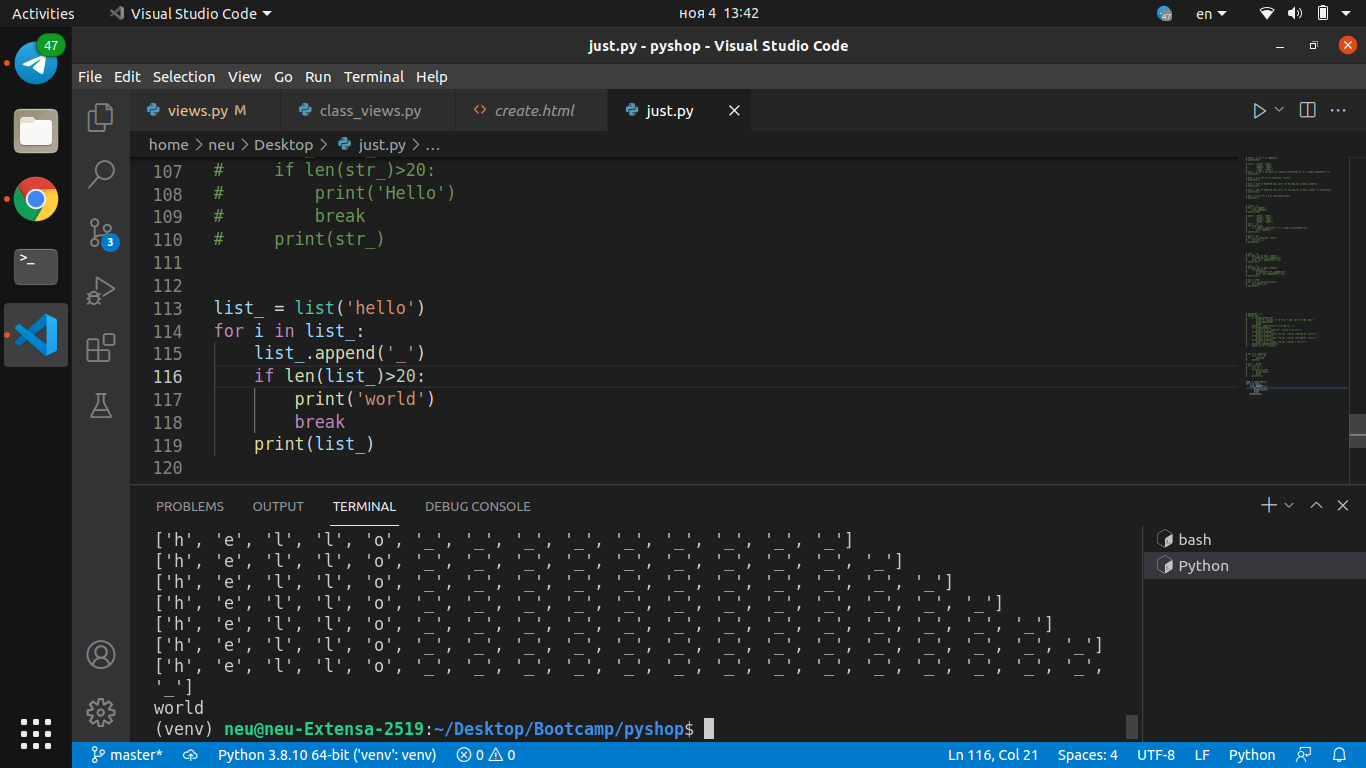 Activities
Visual Studio Code
ноя 4 13:42
47
en
47
just.py - pyshop - Visual Studio Code
File Edit Selection View Go Run Terminal Help
views.py M
class_views.py
create.html
just.py
home > neu > Desktop > just.py > ...
107 #     if len(str_)>20:
108 #         print('Hello')
109 #         break
110 #     print(str_)
111
112
113 list_ = list('hello')
114 for i in list_:
115     list_.append('_')
116     if len(list_)>20:
117         print('world')
118         break
119     print(list_)
120
3
PROBLEMS OUTPUT TERMINAL DEBUG CONSOLE
['h', 'e', 'l', 'l', 'o', '_', '_', '_', '_', '_', '_', '_', '_', '_']
['h', 'e', 'l', 'l', 'o', '_', '_', '_', '_', '_', '_', '_', '_', '_', '_']
['h', 'e', 'l', 'l', 'o', '_', '_', '_', '_', '_', '_', '_', '_', '_', '_', '_']
['h', 'e', 'l', 'l', 'o', '_', '_', '_', '_', '_', '_', '_', '_', '_', '_', '_', '_']
['h', 'e', 'l', 'l', 'o', '_', '_', '_', '_', '_', '_', '_', '_', '_', '_', '_', '_', '_']
['h', 'e', 'l', 'l', 'o', '_', '_', '_', '_', '_', '_', '_', '_', '_', '_', '_', '_', '_', '_']
['h', 'e', 'l', 'l', 'o', '_', '_', '_', '_', '_', '_', '_', '_', '_', '_', '_', '_', '_', '_',
'_']
world
(venv) neu@neu-Extensa-2519:~/Desktop/Bootcamp/pyshop$
bash
Python
master* Python 3.8.10 64-bit ('venv': venv) 0 0 Ln 116, Col 21 Spaces: 4 UTF-8 LF Python